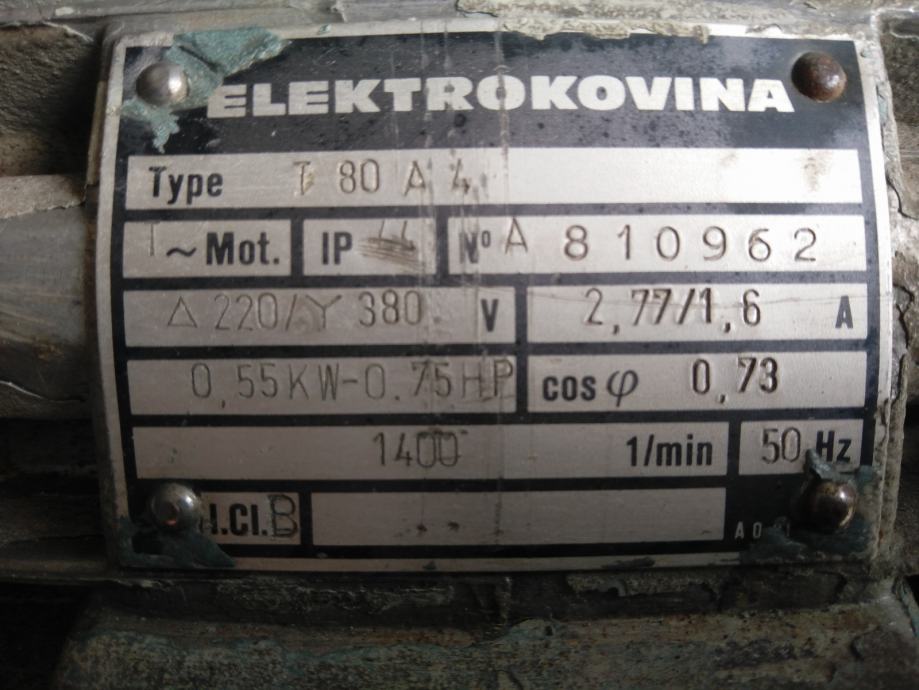 ELEKTROKOVINA
Type T 80 A 4
~ Mot. IP 44 Nº A 810962
Δ 220/Y 380 V 2,77/1,6 A
0,55KW-0.75HP cos φ 0,73
1400 1/min 50 Hz
I.Cl. B